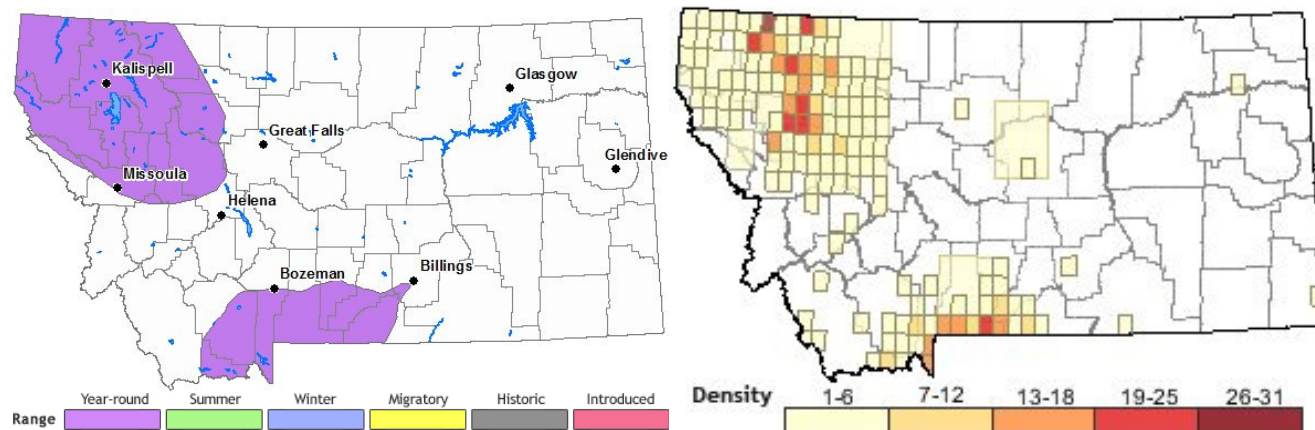 Kalispell
Glasgow
Great Falls
Glendive
Missoula
Helena
Bozeman
Billings
Range Year-round Summer Winter Migratory Historic Introduced
Density 1-6 7-12 13-18 19-25 26-31